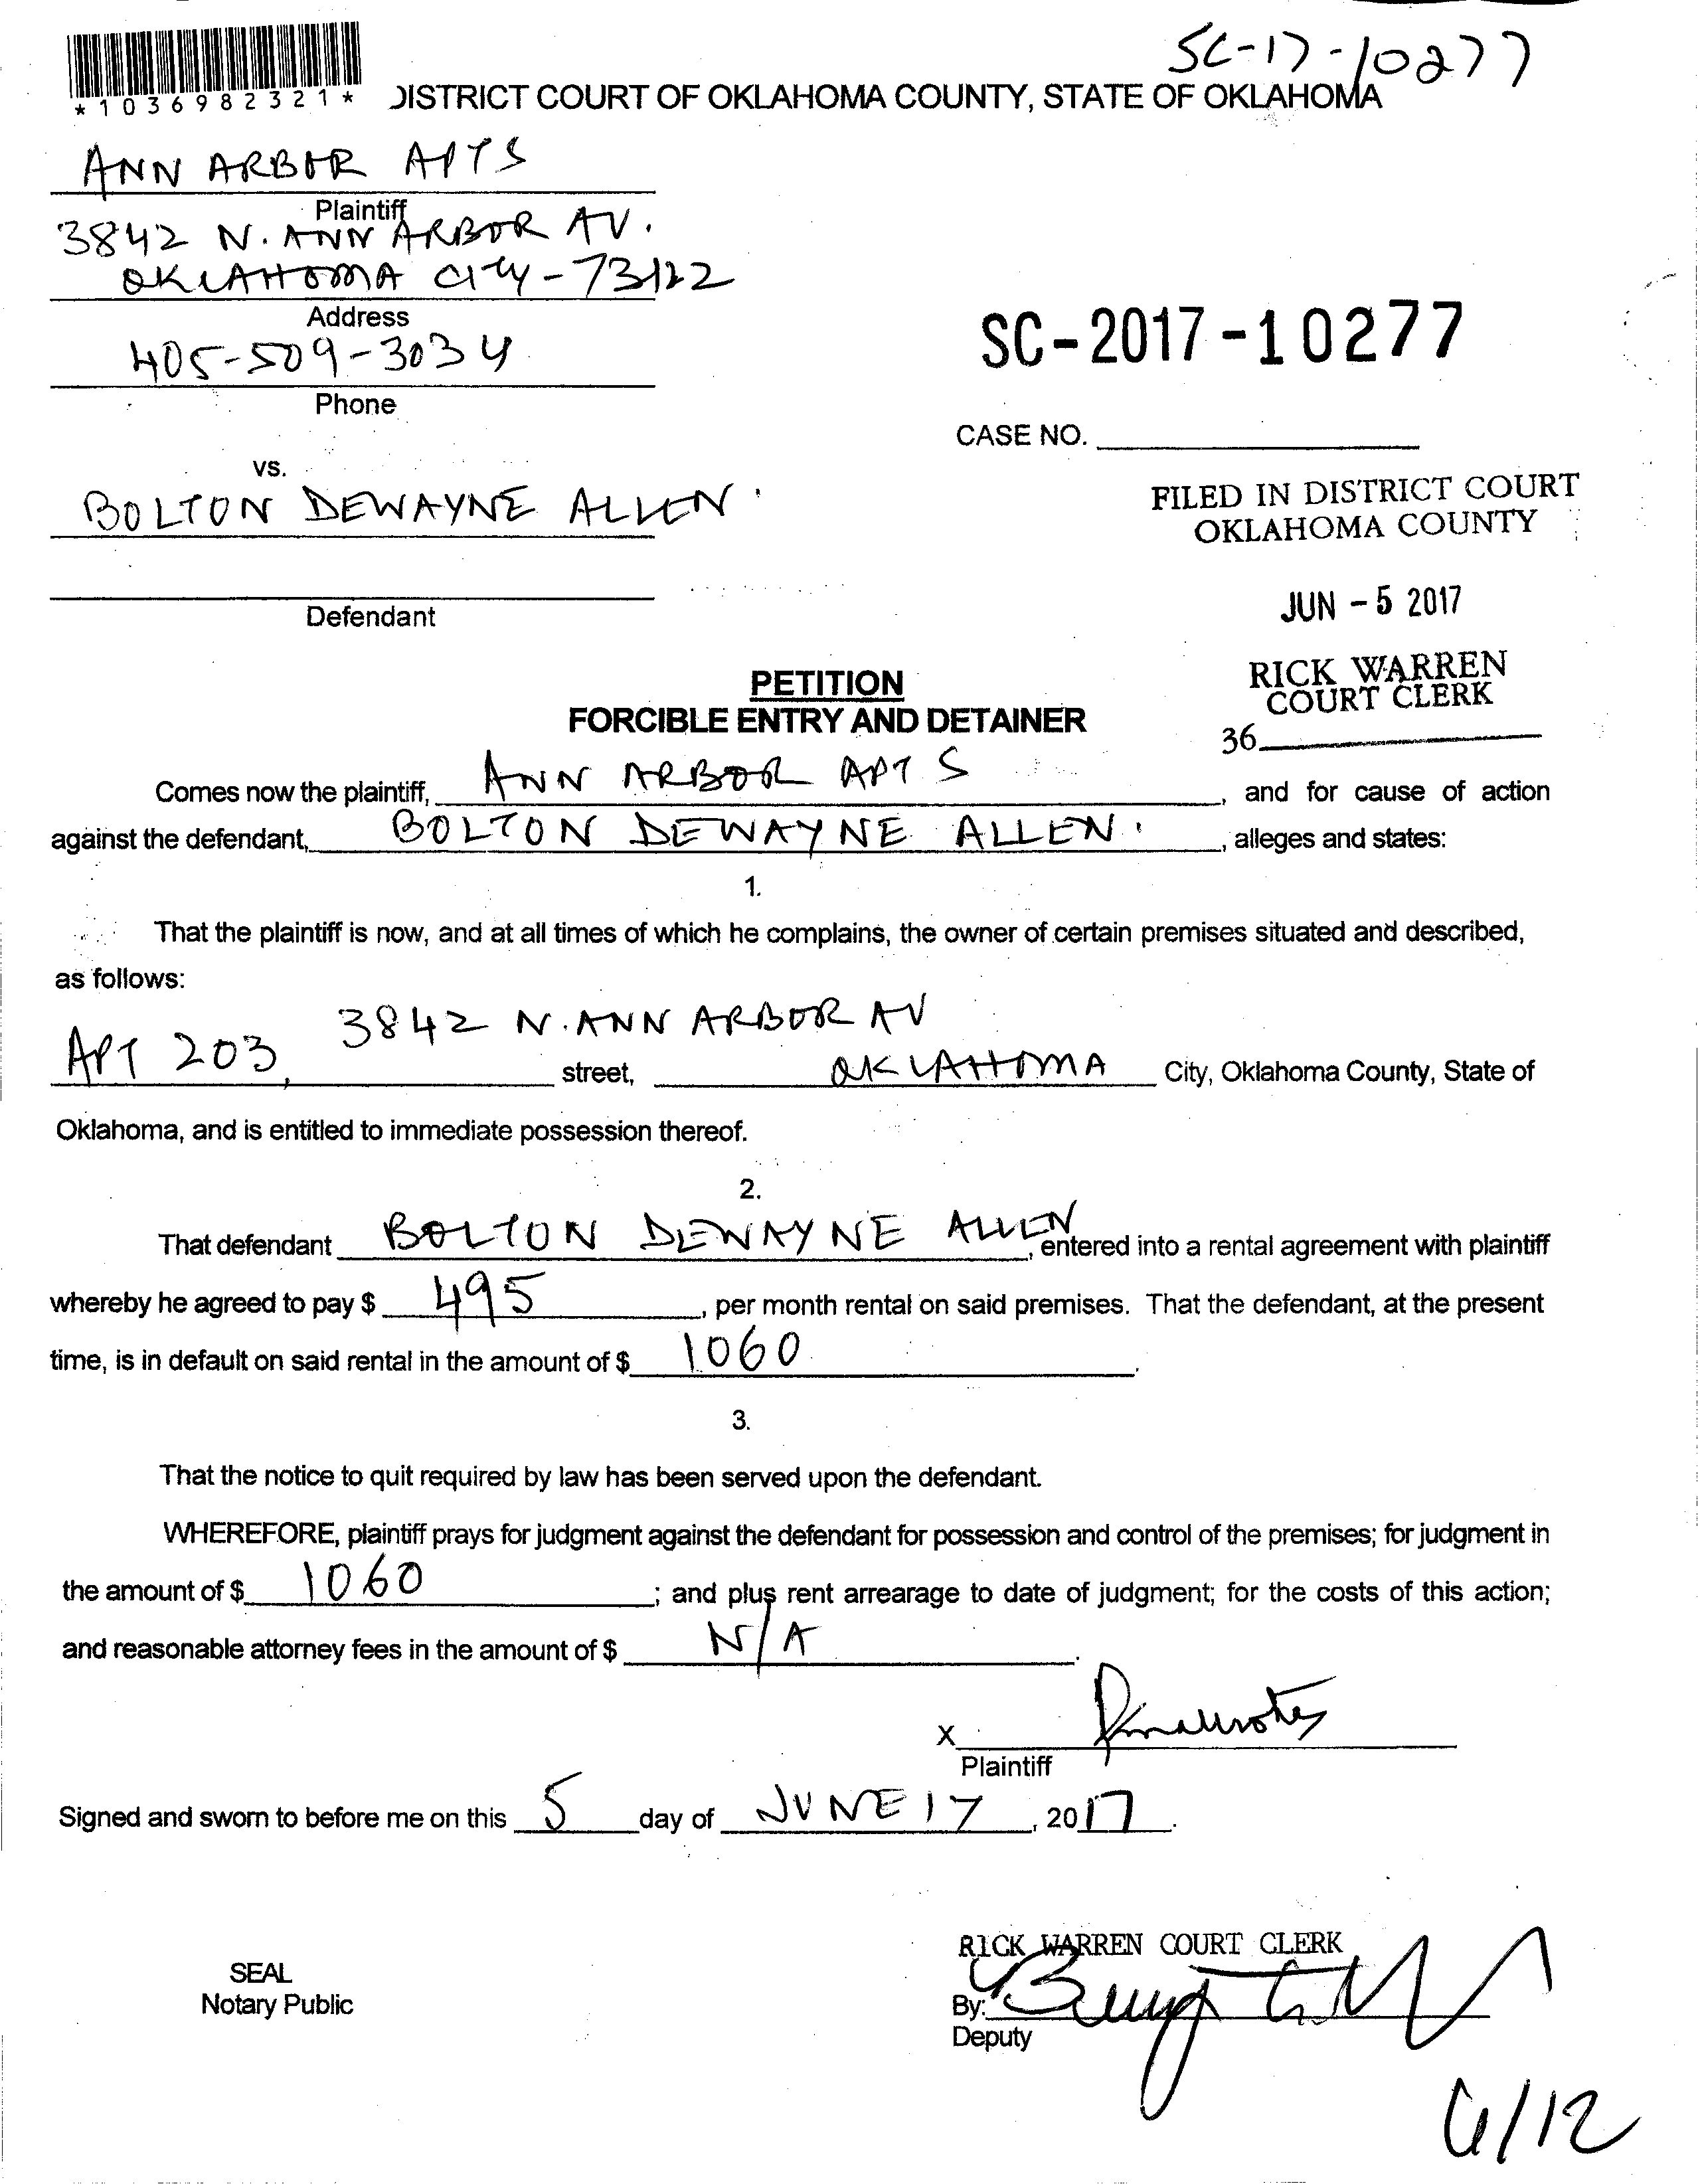 SC-17-10277
*1036982321*
DISTRICT COURT OF OKLAHOMA COUNTY, STATE OF OKLAHOMA
ANN ARBOR APTS
Plaintiff
3842 N. ANN ARBOR AV.
OKLAHOMA CITY-73122
Address
405-509-3034
Phone
SC-2017-10277
CASE NO.
vs.
BOLTON DEWAYNE ALLEN.
Defendant
FILED IN DISTRICT COURT
OKLAHOMA COUNTY
JUN - 5 2017
RICK WARREN
COURT CLERK
36
PETITION
FORCIBLE ENTRY AND DETAINER
Comes now the plaintiff, ANN ARBOR APTS, and for cause of action
against the defendant, BOLTON DEWAYNE ALLEN., alleges and states:
1.
That the plaintiff is now, and at all times of which he complains, the owner of certain premises situated and described,
as follows:
3842 N. ANN ARBOR AV
APT 203, street, OKLAHOMA City, Oklahoma County, State of
Oklahoma, and is entitled to immediate possession thereof.
2.
That defendant BOLTON DEWAYNE ALLEN, entered into a rental agreement with plaintiff
whereby he agreed to pay $ 495, per month rental on said premises. That the defendant, at the present
time, is in default on said rental in the amount of $ 1060.
3.
That the notice to quit required by law has been served upon the defendant.
WHEREFORE, plaintiff prays for judgment against the defendant for possession and control of the premises; for judgment in
the amount of $ 1060; and plus rent arrearage to date of judgment; for the costs of this action;
and reasonable attorney fees in the amount of $ N/A.
X
Plaintiff
Signed and sworn to before me on this 5 day of JUNE 17, 2017.
RICK WARREN COURT CLERK
SEAL
Notary Public
By:
Deputy
6/12